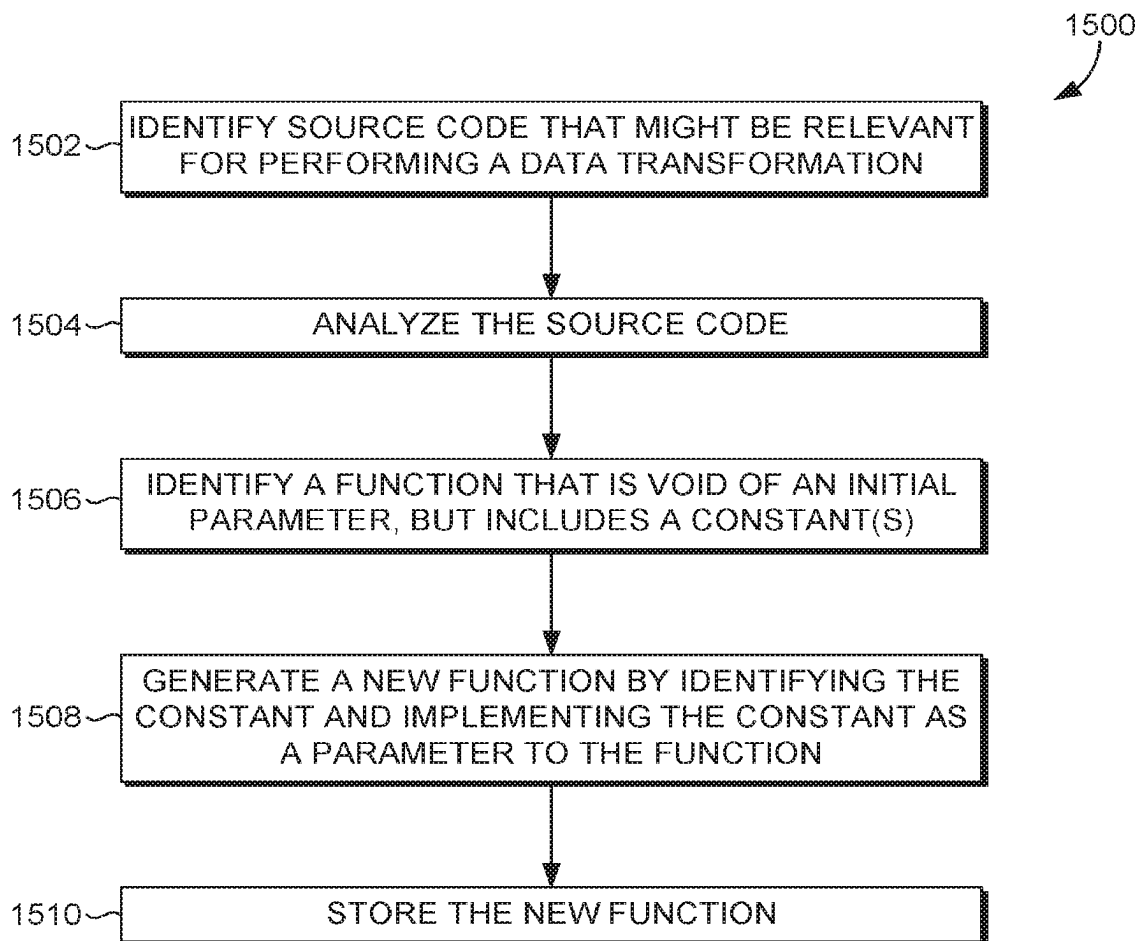 1500
1502
IDENTIFY SOURCE CODE THAT MIGHT BE RELEVANT
FOR PERFORMING A DATA TRANSFORMATION
1504
ANALYZE THE SOURCE CODE
1506
IDENTIFY A FUNCTION THAT IS VOID OF AN INITIAL
PARAMETER, BUT INCLUDES A CONSTANT(S)
1508
GENERATE A NEW FUNCTION BY IDENTIFYING THE
CONSTANT AND IMPLEMENTING THE CONSTANT AS
A PARAMETER TO THE FUNCTION
1510
STORE THE NEW FUNCTION